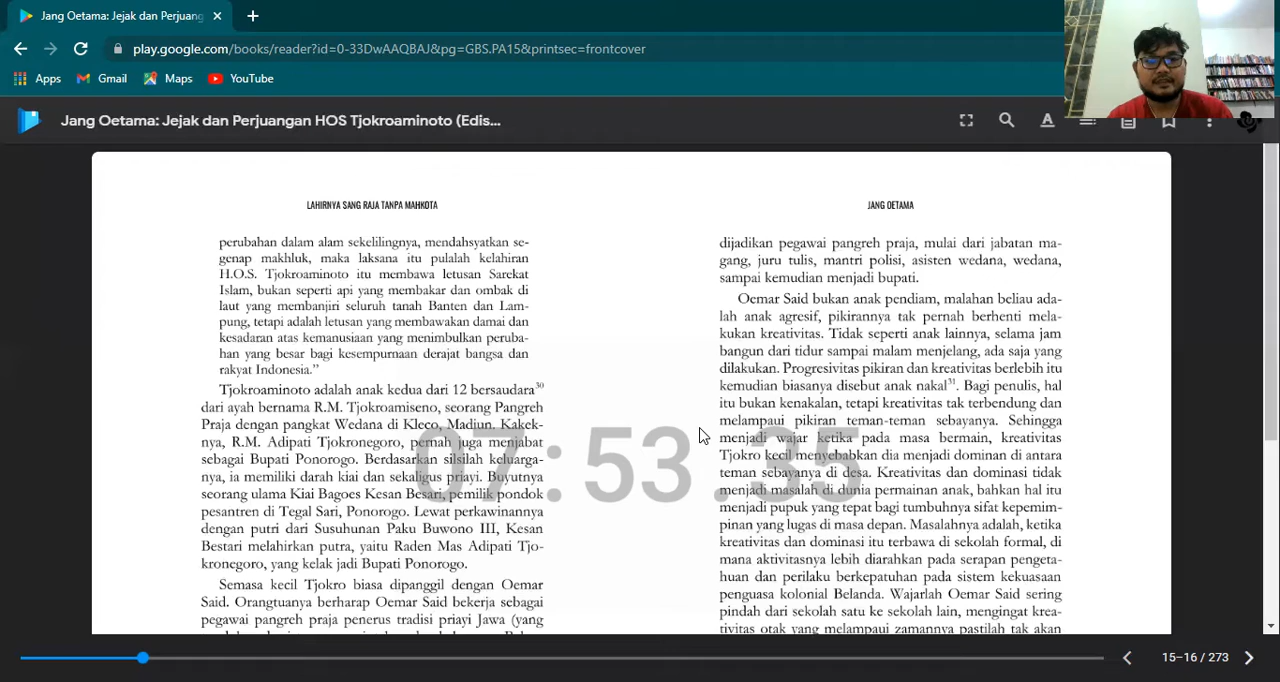 Jang Oetama: Jejak dan Perjuang
play.google.com/books/reader?id=0-33DwAAQBAJ&pg=GBS.PA15&printsec=frontcover
Apps Gmail Maps YouTube
Jang Oetama: Jejak dan Perjuangan HOS Tjokroaminoto (Edis...
LAHIRNYA SANG RAJA TANPA MAHKOTA
perubahan dalam alam sekelilingnya, mendahsyatkan se-
genap makhluk, maka laksana itu pulalah kelahiran
H.O.S. Tjokroaminoto itu membawa letusan Sarekat
Islam, bukan seperti api yang membakar dan ombak di
laut yang membanjiri seluruh tanah Banten dan Lam-
pung, tetapi adalah letusan yang membawakan damai dan
kesadaran atas kemanusiaan yang menimbulkan peruba-
han yang besar bagi kesempurnaan derajat bangsa dan
rakyat Indonesia.”
Tjokroaminoto adalah anak kedua dari 12 bersaudara30
dari ayah bernama R.M. Tjokroamiseno, seorang Pangreh
Praja dengan pangkat Wedana di Kleco, Madiun. Kakek-
nya, R.M. Adipati Tjokronegoro, pernah juga menjabat
sebagai Bupati Ponorogo. Berdasarkan silsilah keluarga-
nya, ia memiliki darah kiai dan sekaligus priayi. Buyutnya
seorang ulama Kiai Bagoes Kesan Besari, pemilik pondok
pesantren di Tegal Sari, Ponorogo. Lewat perkawinannya
dengan putri dari Susuhunan Paku Buwono III, Kesan
Bestari melahirkan putra, yaitu Raden Mas Adipati Tjo-
kronegoro, yang kelak jadi Bupati Ponorogo.
Semasa kecil Tjokro biasa dipanggil dengan Oemar
Said. Orangtuanya berharap Oemar Said bekerja sebagai
pegawai pangreh praja penerus tradisi priayi Jawa (yang
JANG OETAMA
dijadikan pegawai pangreh praja, mulai dari jabatan ma-
gang, juru tulis, mantri polisi, asisten wedana, wedana,
sampai kemudian menjadi bupati.
Oemar Said bukan anak pendiam, malahan beliau ada-
lah anak agresif, pikirannya tak pernah berhenti mela-
kukan kreativitas. Tidak seperti anak lainnya, selama jam
bangun dari tidur sampai malam menjelang, ada saja yang
dilakukan. Progresivitas pikiran dan kreativitas berlebih itu
kemudian biasanya disebut anak nakal31. Bagi penulis, hal
itu bukan kenakalan, tetapi kreativitas tak terbendung dan
melampaui pikiran teman-teman sebayanya. Sehingga
menjadi wajar ketika pada masa bermain, kreativitas
Tjokro kecil menyebabkan dia menjadi dominan di antara
teman sebayanya di desa. Kreativitas dan dominasi tidak
menjadi masalah di dunia permainan anak, bahkan hal itu
menjadi pupuk yang tepat bagi tumbuhnya sifat kepemim-
pinan yang lugas di masa depan. Masalahnya adalah, ketika
kreativitas dan dominasi itu terbawa di sekolah formal, di
mana aktivitasnya lebih diarahkan pada serapan pengeta-
huan dan perilaku berkepatuhan pada sistem kekuasaan
penguasa kolonial Belanda. Wajarlah Oemar Said sering
pindah dari sekolah satu ke sekolah lain, mengingat krea-
tivitas otak yang melampaui zamannya pastilah tak akan
07:53.35
15–16 / 273